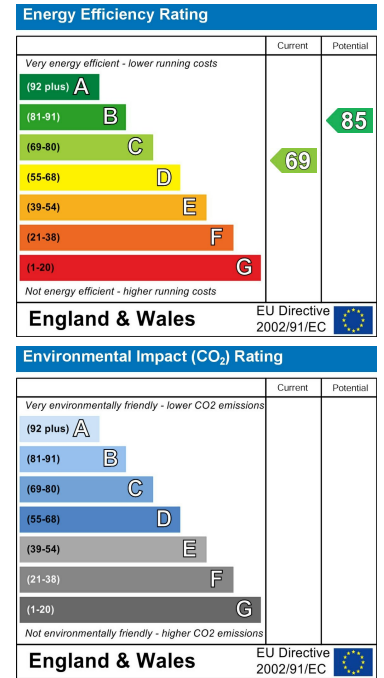 Energy Efficiency Rating
Current Potential
Very energy efficient - lower running costs
(92 plus) A
(81-91) B
85
(69-80) C
69
(55-68) D
(39-54) E
(21-38) F
(1-20) G
Not energy efficient - higher running costs
England & Wales
EU Directive
2002/91/EC
Environmental Impact (CO₂) Rating
Current Potential
Very environmentally friendly - lower CO2 emissions
(92 plus) A
(81-91) B
(69-80) C
(55-68) D
(39-54) E
(21-38) F
(1-20) G
Not environmentally friendly - higher CO2 emissions
England & Wales
EU Directive
2002/91/EC